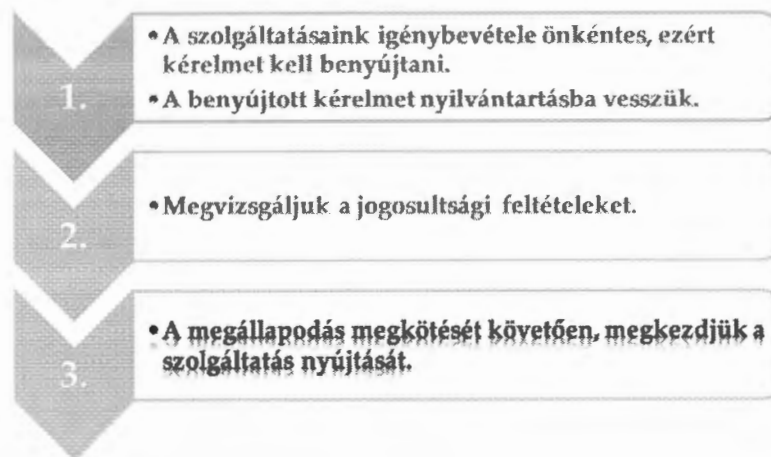 1.
• A szolgáltatásaink igénybevétele önkéntes, ezért
kérelmet kell benyújtani.
• A benyújtott kérelmet nyilvántartásba vesszük.
2.
• Megvizsgáljuk a jogosultsági feltételeket.
3.
• A megállapodás megkötését követően, megkezdjük a
szolgáltatás nyújtását.